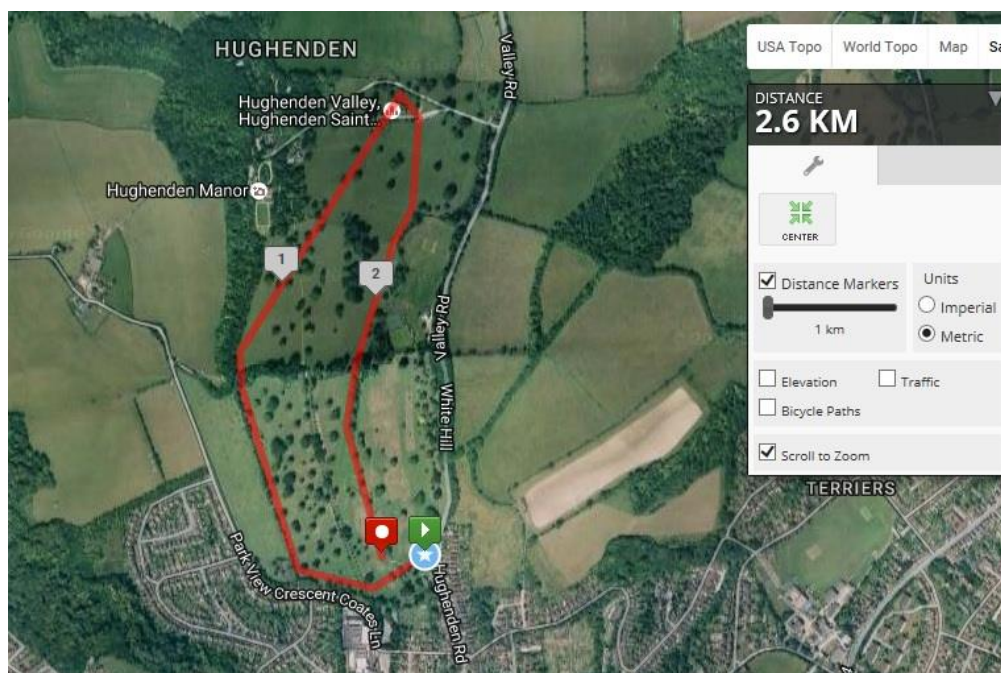 HUGHENDEN
Valley Rd
Hughenden Valley,
Hughenden Saint...
Hughenden Manor
1
2
Valley Rd
White Hill
Park View Crescent
Coates Ln
Hughenden Rd
TERRIERS
USA Topo
World Topo
Map
DISTANCE
2.6 KM
CENTER
Distance Markers
1 km
Units
Imperial
Metric
Elevation
Traffic
Bicycle Paths
Scroll to Zoom